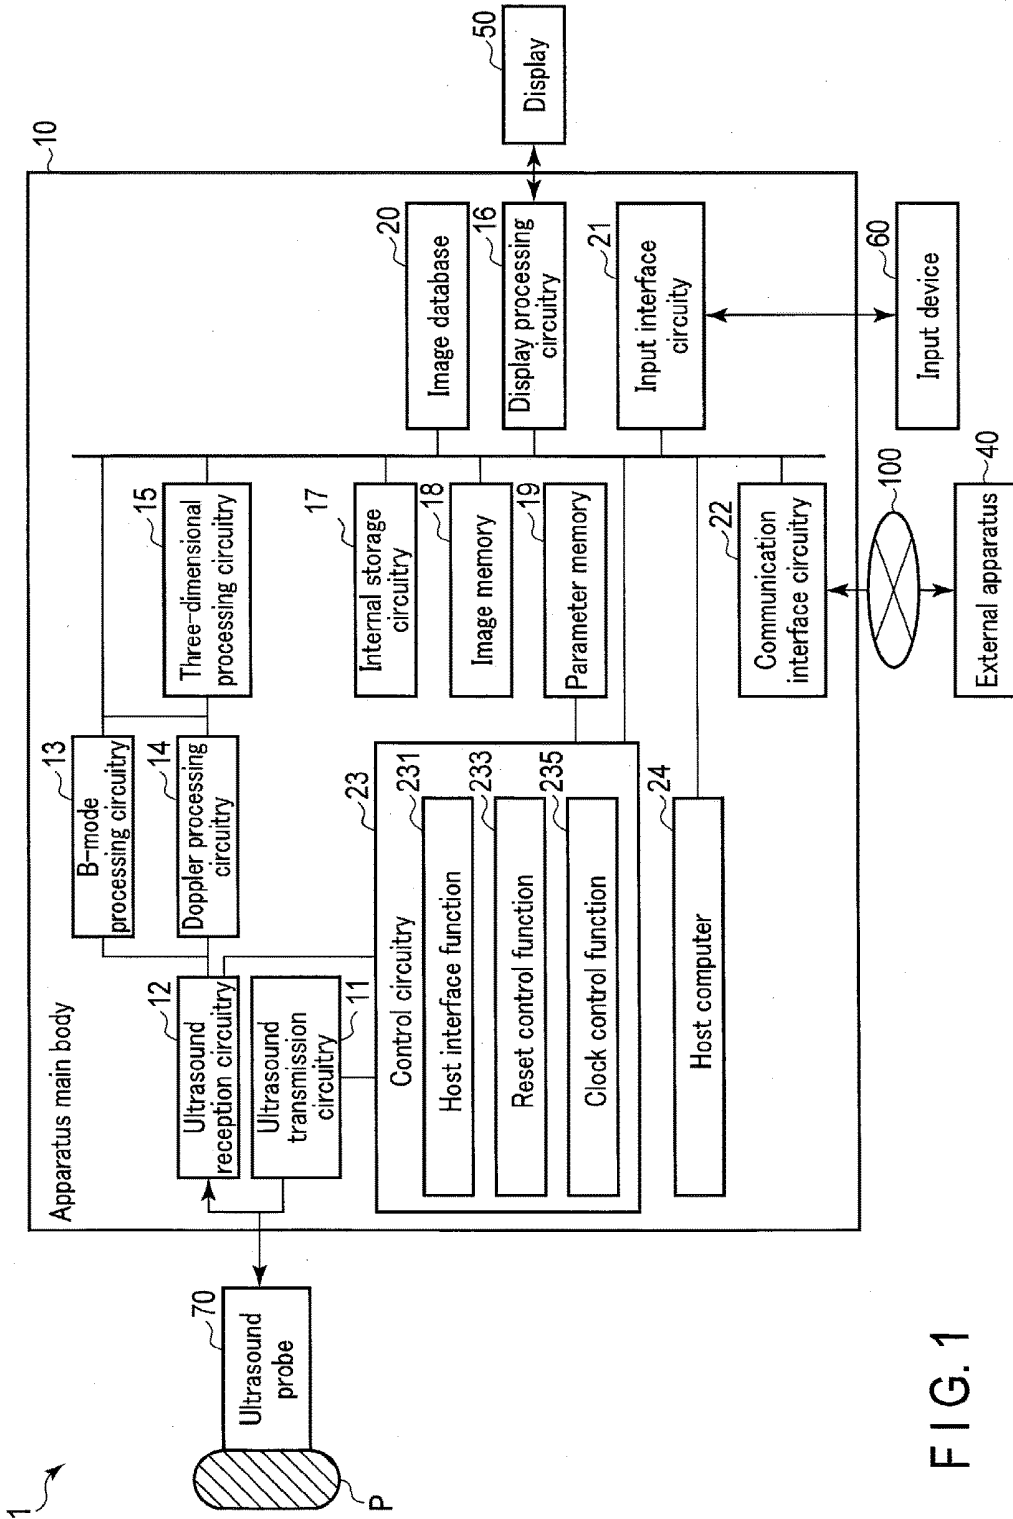 1
P
70
Ultrasound
probe
10
Apparatus main body
12
Ultrasound
reception circuitry
11
Ultrasound
transmission
circuitry
13
B-mode
processing circuitry
14
Doppler processing
circuitry
15
Three-dimensional
processing circuitry
17
Internal storage
circuitry
18
Image memory
19
Parameter memory
20
Image database
16
Display processing
circuitry
50
Display
21
Input interface
circuity
60
Input device
23
Control circuitry
231
Host interface function
233
Reset control function
235
Clock control function
24
Host computer
22
Communication
interface circuitry
100
40
External apparatus
FIG. 1